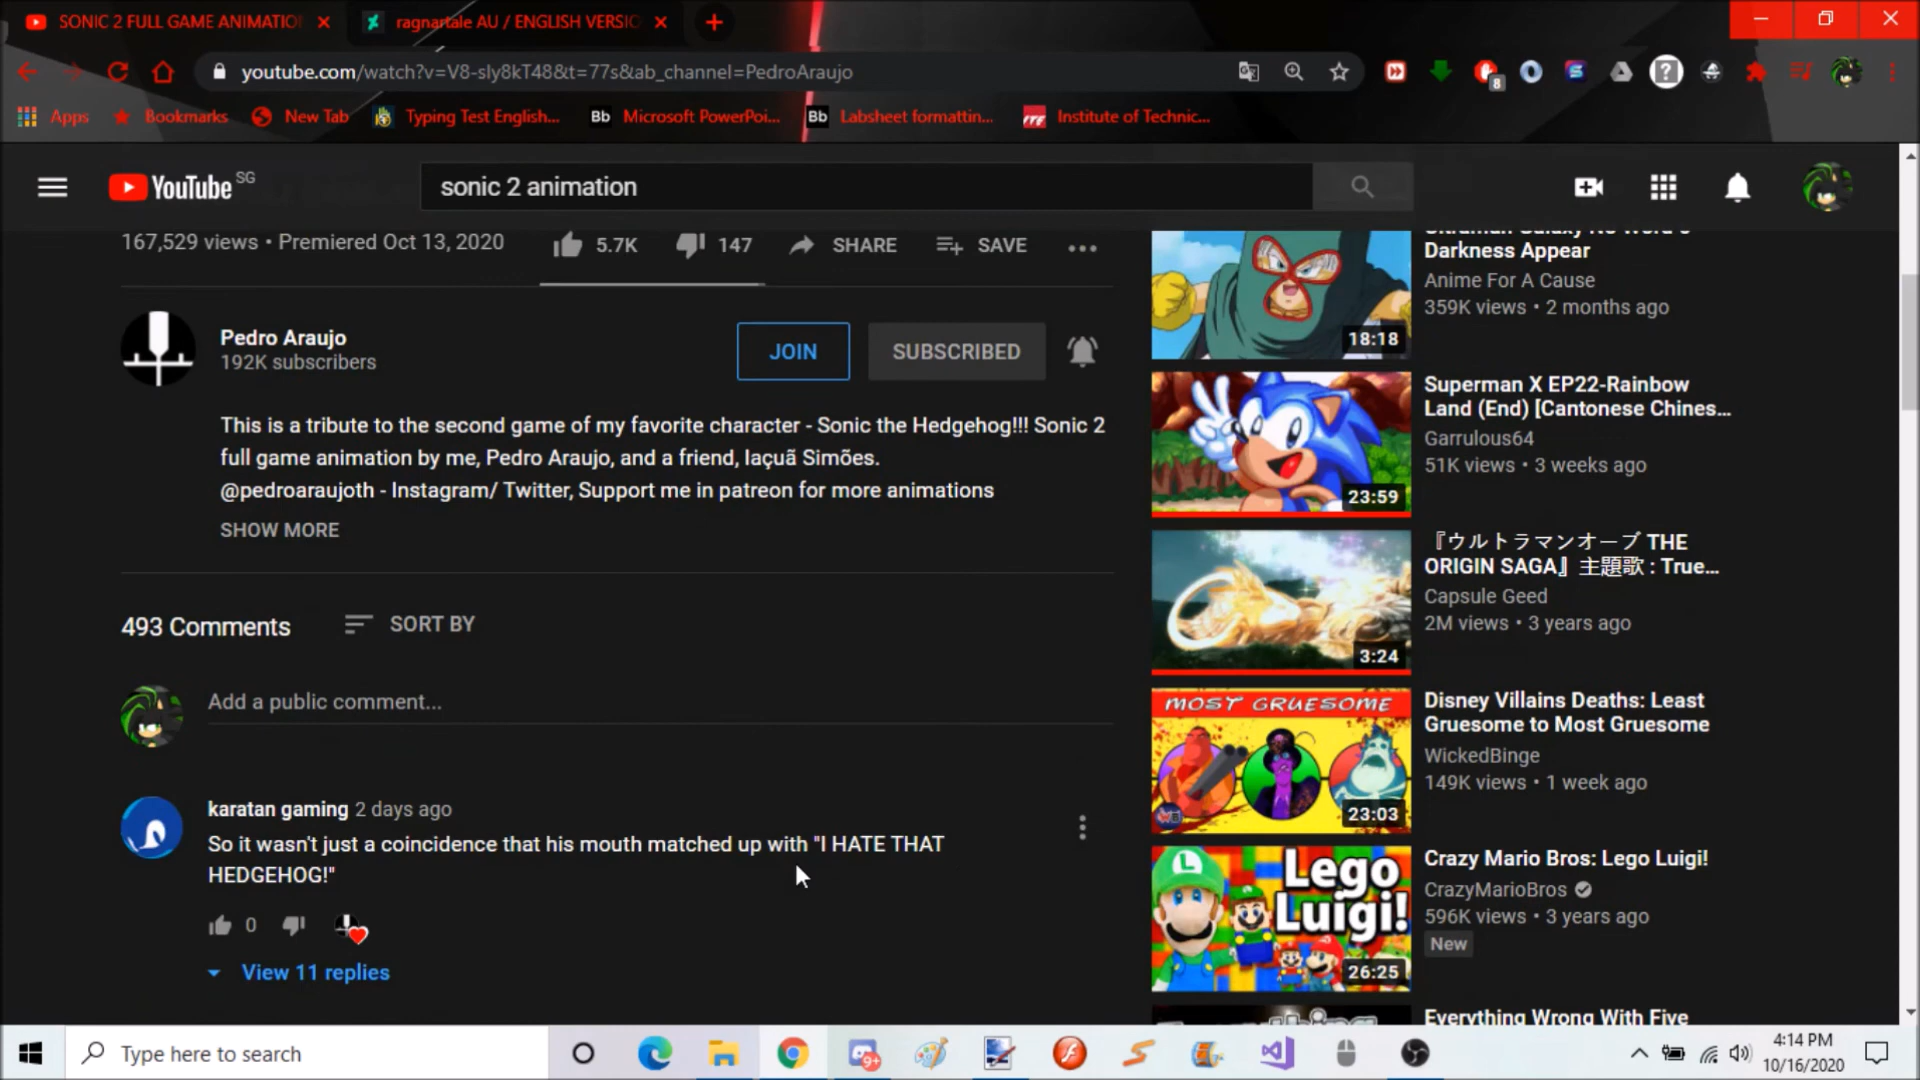 SONIC 2 FULL GAME ANIMATION
ragnartale AU / ENGLISH VERSIO
youtube.com/watch?v=V8-sly8kT48&t=77s&ab_channel=PedroAraujo
8
Apps
Bookmarks
New Tab
Typing Test English...
Bb
Microsoft PowerPoi...
Bb
Labsheet formattin...
Institute of Technic...
YouTube SG
sonic 2 animation
167,529 views • Premiered Oct 13, 2020
5.7K
147
SHARE
SAVE
Pedro Araujo
192K subscribers
JOIN
SUBSCRIBED
This is a tribute to the second game of my favorite character - Sonic the Hedgehog!!! Sonic 2
full game animation by me, Pedro Araujo, and a friend, Iaçuã Simões.
@pedroaraujoth - Instagram/ Twitter, Support me in patreon for more animations
SHOW MORE
493 Comments
SORT BY
Add a public comment...
karatan gaming 2 days ago
So it wasn't just a coincidence that his mouth matched up with "I HATE THAT
HEDGEHOG!"
0
View 11 replies
Darkness Appear
Anime For A Cause
359K views • 2 months ago
18:18
Superman X EP22-Rainbow
Land (End) [Cantonese Chines...
Garrulous64
51K views • 3 weeks ago
23:59
『ウルトラマンオーブ THE
ORIGIN SAGA』主題歌 : True...
Capsule Geed
2M views • 3 years ago
3:24
MOST GRUESOME
Disney Villains Deaths: Least
Gruesome to Most Gruesome
WickedBinge
149K views • 1 week ago
23:03
Lego
Luigi!
Crazy Mario Bros: Lego Luigi!
CrazyMarioBros
596K views • 3 years ago
New
26:25
Everything Wrong With Five
Type here to search
9+
4:14 PM
10/16/2020